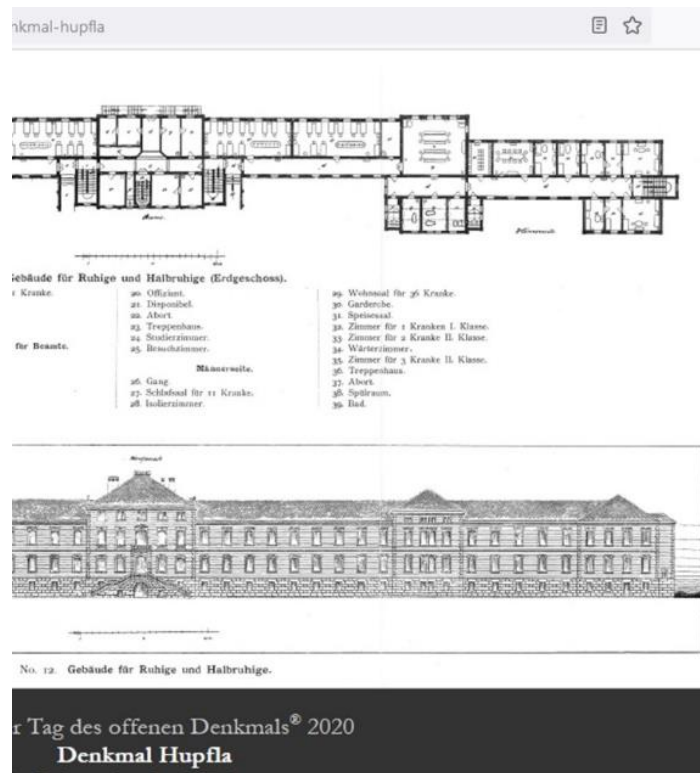 nkmal-hupfla
Gebäude für Ruhige und Halbruhige (Erdgeschoss).
Kranke.
für Beamte.
20. Offiziant.
21. Disponibel.
22. Abort.
23. Treppenhaus.
24. Studierzimmer.
25. Besuchzimmer.
Männerseite.
26. Gang.
27. Schlafsaal für 11 Kranke.
28. Isolierzimmer.
29. Wohnsaal für 36 Kranke.
30. Garderobe.
31. Speisesaal.
32. Zimmer für 1 Kranken I. Klasse.
33. Zimmer für 2 Kranke II. Klasse.
34. Wärterzimmer.
35. Zimmer für 3 Kranke II. Klasse.
36. Treppenhaus.
37. Abort.
38. Spülraum.
39. Bad.
No. 12. Gebäude für Ruhige und Halbruhige.
r Tag des offenen Denkmals® 2020
Denkmal Hupfla